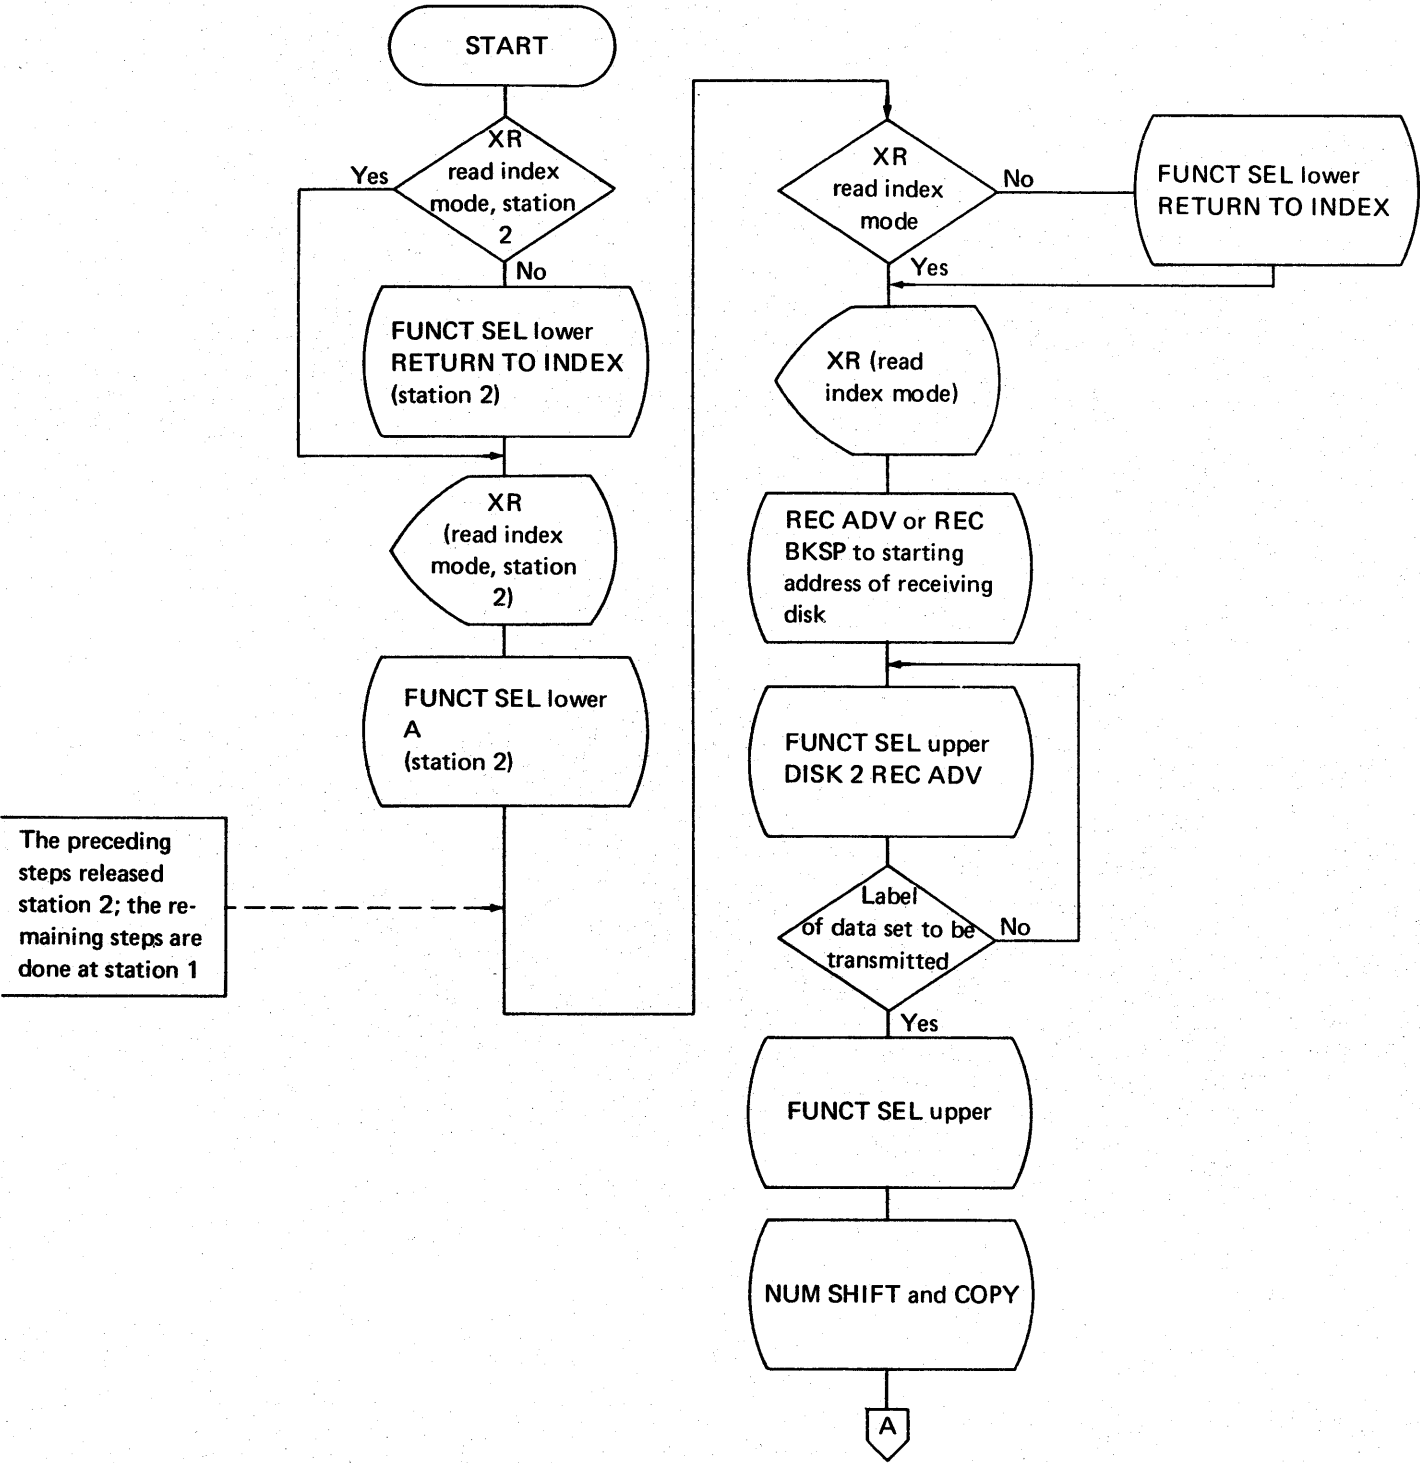 START
XR
read index
mode, station
2
Yes
No
FUNCT SEL lower
RETURN TO INDEX
(station 2)
XR
(read index
mode, station
2)
FUNCT SEL lower
A
(station 2)
The preceding
steps released
station 2; the re-
maining steps are
done at station 1
XR
read index
mode
No
FUNCT SEL lower
RETURN TO INDEX
Yes
XR (read
index mode)
REC ADV or REC
BKSP to starting
address of receiving
disk
FUNCT SEL upper
DISK 2 REC ADV
Label
of data set to be
transmitted
No
Yes
FUNCT SEL upper
NUM SHIFT and COPY
A